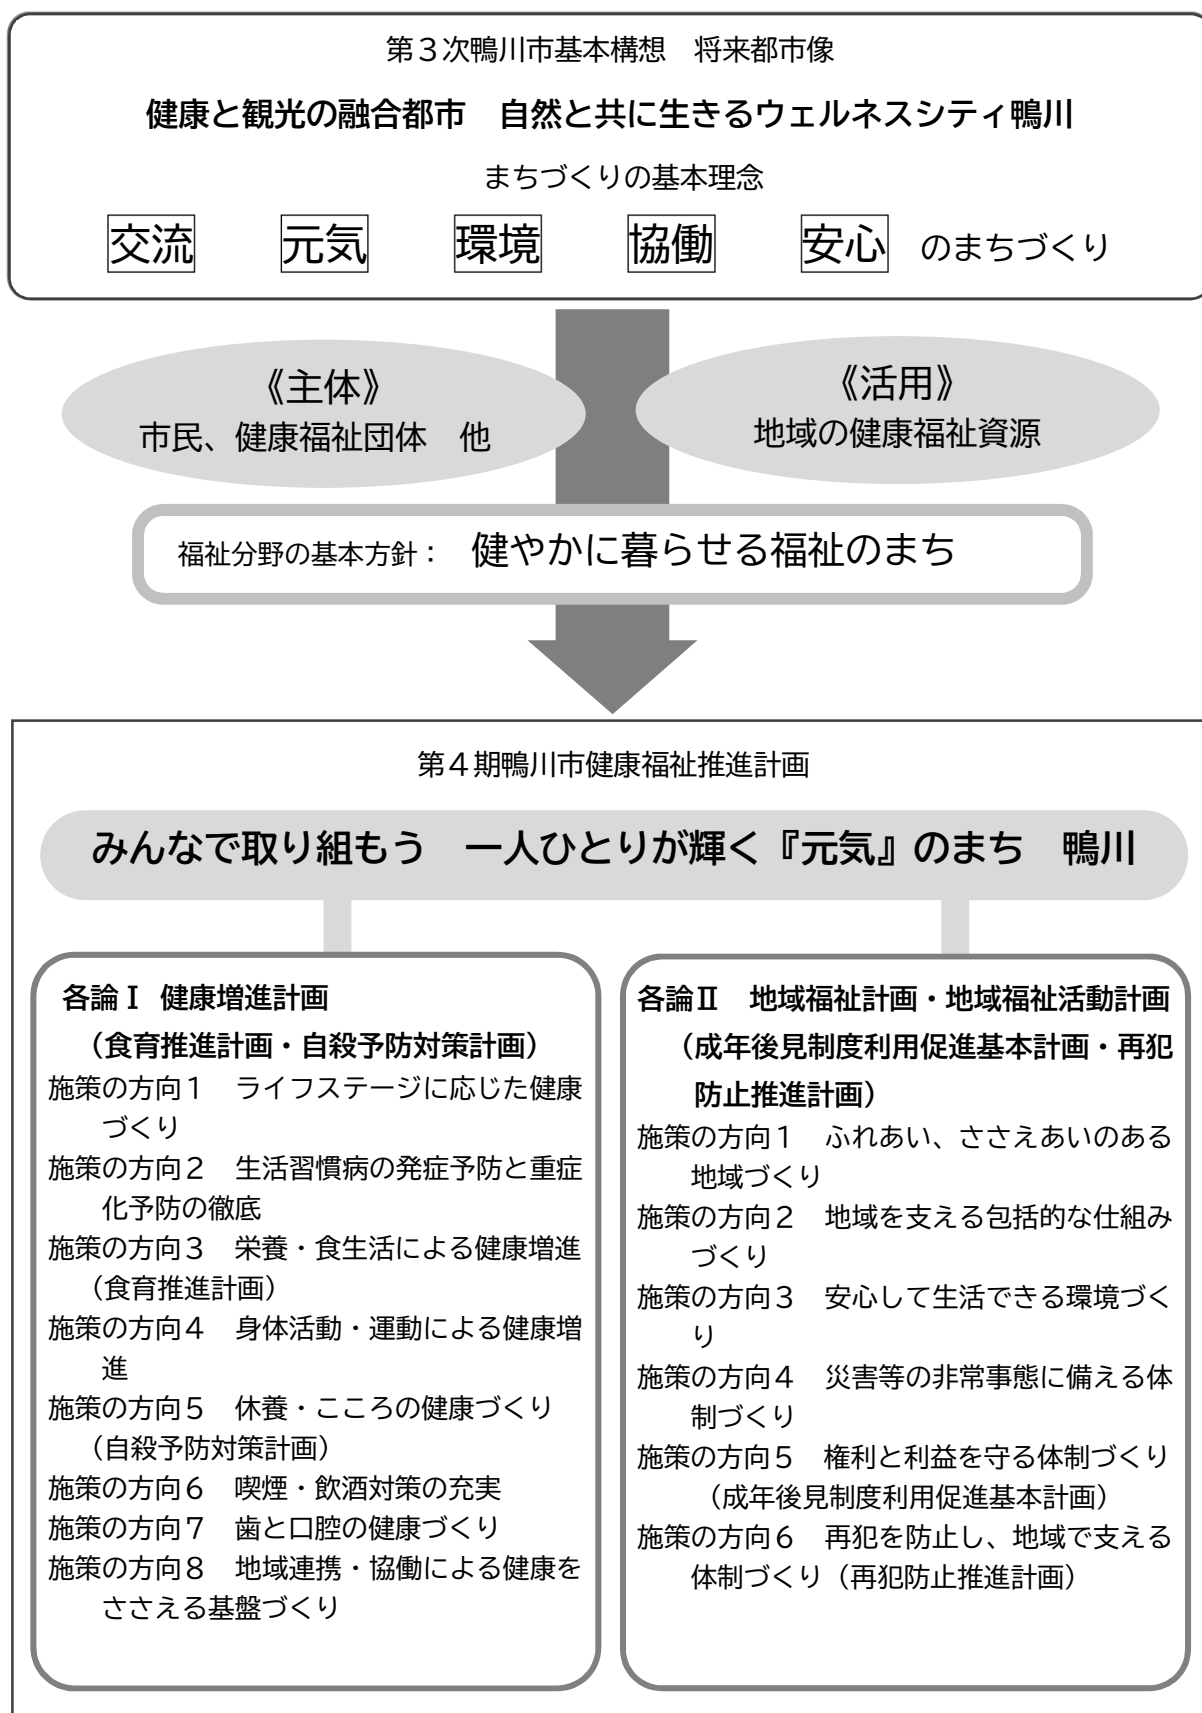 第３次鴨川市基本構想　将来都市像
健康と観光の融合都市　自然と共に生きるウェルネスシティ鴨川
まちづくりの基本理念
交流　元気　環境　協働　安心　のまちづくり
《主体》
市民、健康福祉団体　他
《活用》
地域の健康福祉資源
福祉分野の基本方針：　健やかに暮らせる福祉のまち
第４期鴨川市健康福祉推進計画
みんなで取り組もう　一人ひとりが輝く『元気』のまち　鴨川
各論Ⅰ 健康増進計画
（食育推進計画・自殺予防対策計画）
施策の方向１　ライフステージに応じた健康
づくり
施策の方向２　生活習慣病の発症予防と重症
化予防の徹底
施策の方向３　栄養・食生活による健康増進
（食育推進計画）
施策の方向４　身体活動・運動による健康増
進
施策の方向５　休養・こころの健康づくり
（自殺予防対策計画）
施策の方向６　喫煙・飲酒対策の充実
施策の方向７　歯と口腔の健康づくり
施策の方向８　地域連携・協働による健康を
ささえる基盤づくり
各論Ⅱ　地域福祉計画・地域福祉活動計画
（成年後見制度利用促進基本計画・再犯
防止推進計画）
施策の方向１　ふれあい、ささえあいのある
地域づくり
施策の方向２　地域を支える包括的な仕組み
づくり
施策の方向３　安心して生活できる環境づく
り
施策の方向４　災害等の非常事態に備える体
制づくり
施策の方向５　権利と利益を守る体制づくり
（成年後見制度利用促進基本計画）
施策の方向６　再犯を防止し、地域で支える
体制づくり（再犯防止推進計画）